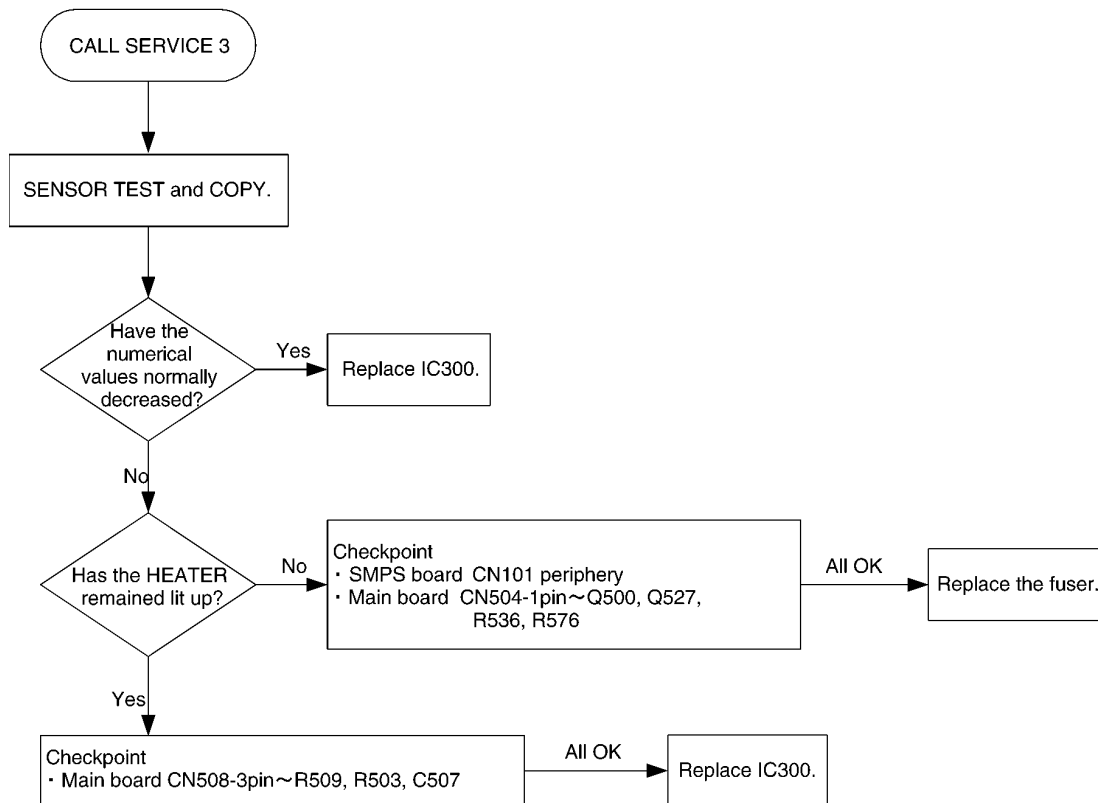 CALL SERVICE 3
SENSOR TEST and COPY.
Have the
numerical
values normally
decreased?
Yes
Replace IC300.
No
Has the HEATER
remained lit up?
No
Checkpoint
・SMPS board CN101 periphery
・Main board CN504-1pin～Q500, Q527,
R536, R576
All OK
Replace the fuser.
Yes
Checkpoint
・Main board CN508-3pin～R509, R503, C507
All OK
Replace IC300.